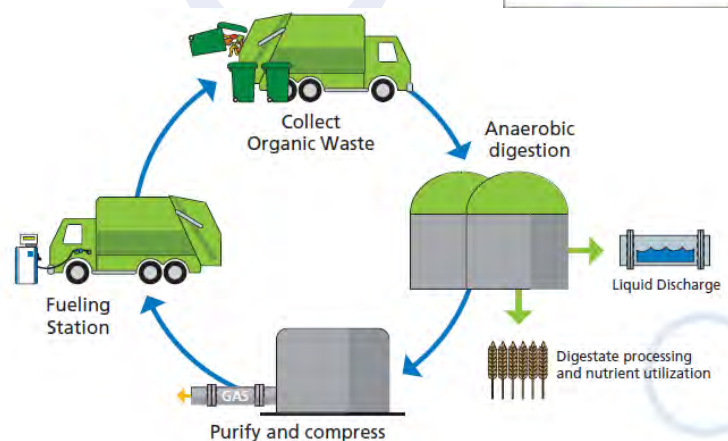 Collect
Organic Waste
Anaerobic
digestion
Liquid Discharge
Digestate processing
and nutrient utilization
GAS
Purify and compress
Fueling
Station